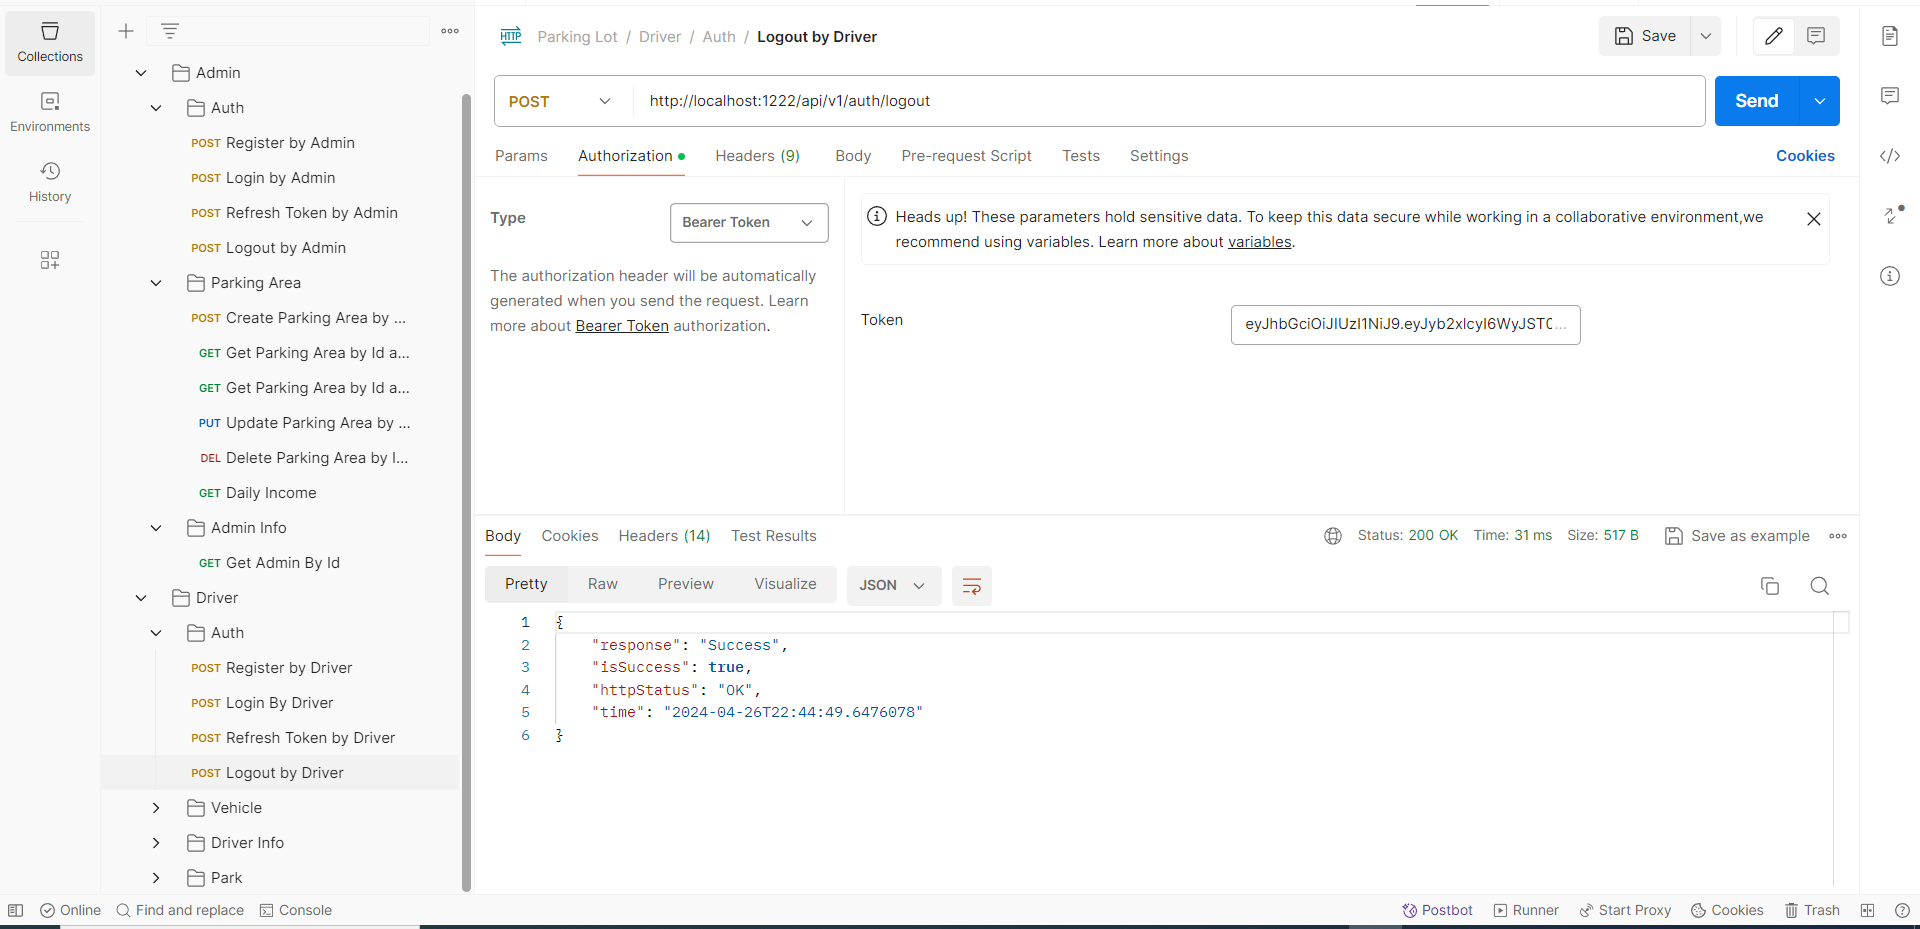 Collections
Environments
History
Admin
Auth
POST Register by Admin
POST Login by Admin
POST Refresh Token by Admin
POST Logout by Admin
Parking Area
POST Create Parking Area by ...
GET Get Parking Area by Id a...
GET Get Parking Area by Id a...
PUT Update Parking Area by ...
DEL Delete Parking Area by I...
GET Daily Income
Admin Info
GET Get Admin By Id
Driver
Auth
POST Register by Driver
POST Login By Driver
POST Refresh Token by Driver
POST Logout by Driver
Vehicle
Driver Info
Park
HTTP Parking Lot / Driver / Auth / Logout by Driver
Save
POST http://localhost:1222/api/v1/auth/logout
Send
Params Authorization Headers (9) Body Pre-request Script Tests Settings Cookies
Type Bearer Token
The authorization header will be automatically
generated when you send the request. Learn
more about Bearer Token authorization.
Heads up! These parameters hold sensitive data. To keep this data secure while working in a collaborative environment,we
recommend using variables. Learn more about variables.
Token
Body Cookies Headers (14) Test Results Status: 200 OK Time: 31 ms Size: 517 B Save as example
Pretty Raw Preview Visualize JSON
1 {
2 "response": "Success",
3 "isSuccess": true,
4 "httpStatus": "OK",
5 "time": "2024-04-26T22:44:49.6476078"
6 }
Online Find and replace Console Postbot Runner Start Proxy Cookies Trash